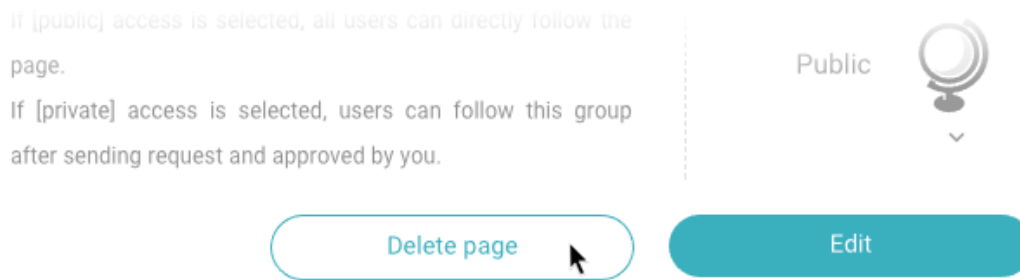 If [public] access is selected, all users can directly follow the
page.
If [private] access is selected, users can follow this group
after sending request and approved by you.
Public
Delete page
Edit